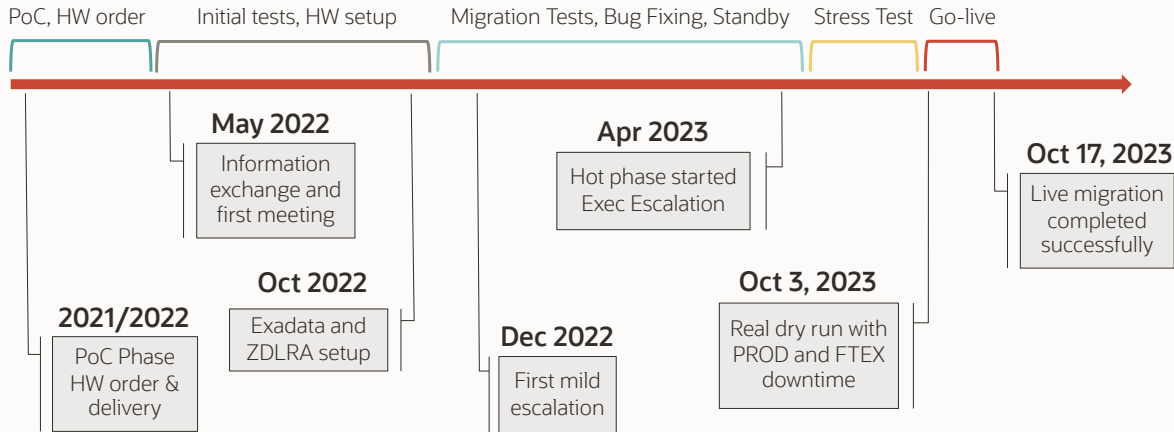 PoC, HW order
Initial tests, HW setup
Migration Tests, Bug Fixing, Standby
Stress Test
Go-live
May 2022
Information
exchange and
first meeting
Apr 2023
Hot phase started
Exec Escalation
Oct 17, 2023
Live migration
completed
successfully
2021/2022
PoC Phase
HW order &
delivery
Oct 2022
Exadata and
ZDLRA setup
Dec 2022
First mild
escalation
Oct 3, 2023
Real dry run with
PROD and FTEX
downtime